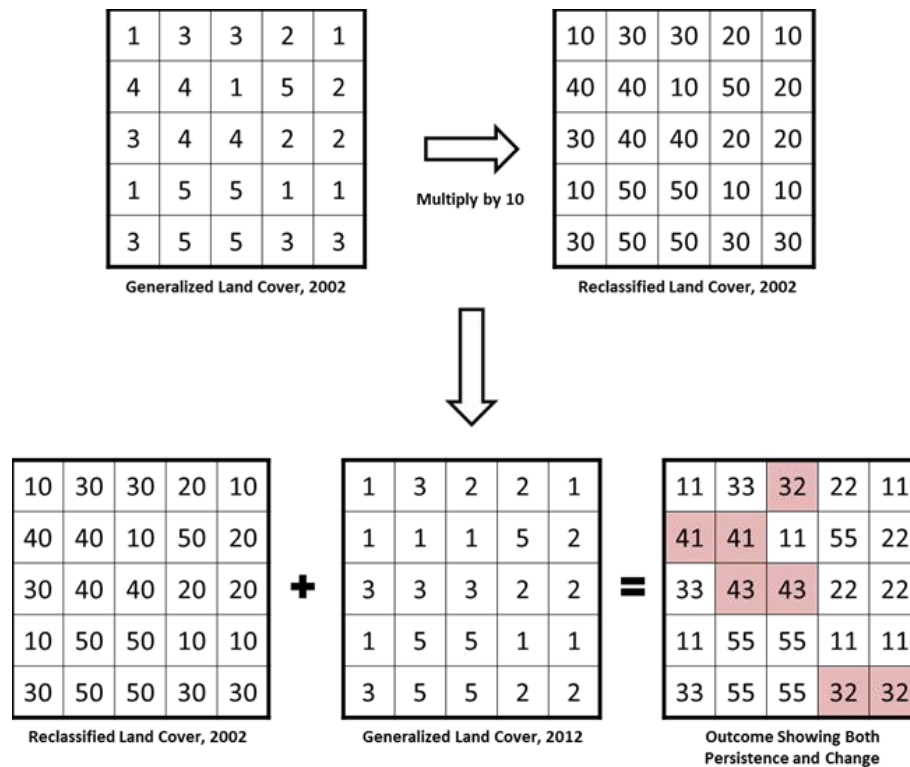 1 3 3 2 1
4 4 1 5 2
3 4 4 2 2
1 5 5 1 1
3 5 5 3 3
Generalized Land Cover, 2002
Multiply by 10
10 30 30 20 10
40 40 10 50 20
30 40 40 20 20
10 50 50 10 10
30 50 50 30 30
Reclassified Land Cover, 2002
10 30 30 20 10
40 40 10 50 20
30 40 40 20 20
10 50 50 10 10
30 50 50 30 30
Reclassified Land Cover, 2002
+
1 3 2 2 1
1 1 1 5 2
3 3 3 2 2
1 5 5 1 1
3 5 5 2 2
Generalized Land Cover, 2012
=
11 33 32 22 11
41 41 11 55 22
33 43 43 22 22
11 55 55 11 11
33 55 55 32 32
Outcome Showing Both
Persistence and Change